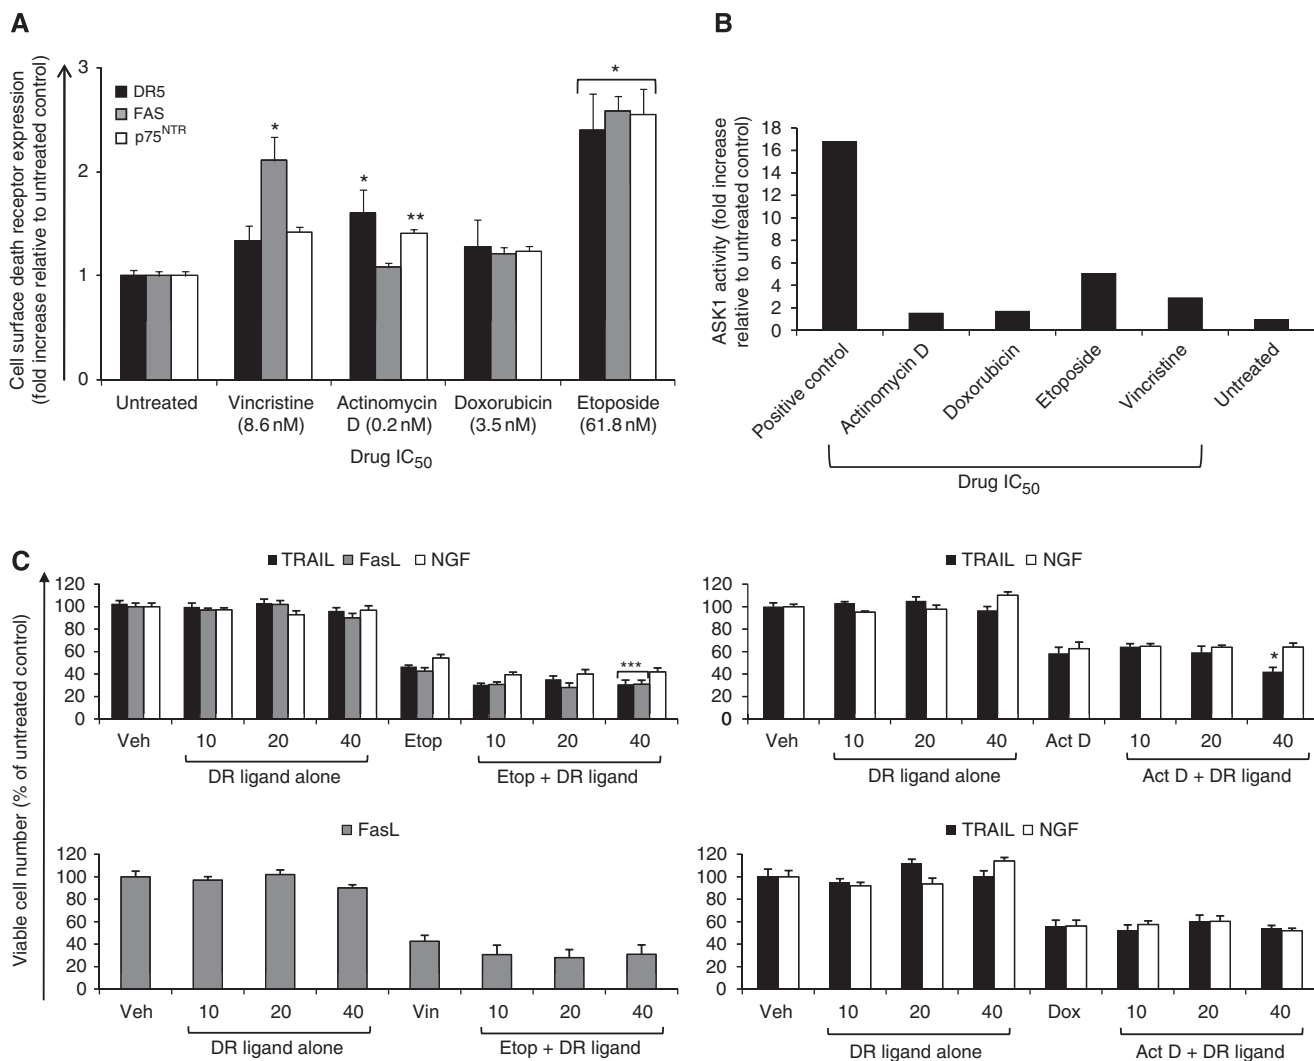 A
Cell surface death receptor expression
(fold increase relative to untreated control)
3
2
1
0
DR5
FAS
p75NTR
*
*
**
*
Untreated
Vincristine
(8.6 nM)
Actinomycin
D (0.2 nM)
Doxorubicin
(3.5 nM)
Etoposide
(61.8 nM)
Drug IC50
B
ASK1 activity (fold increase
relative to untreated control)
18
16
14
12
10
8
6
4
2
0
Positive control
Actinomycin D
Doxorubicin
Etoposide
Vincristine
Untreated
Drug IC50
C
Viable cell number (% of untreated control)
TRAIL FasL NGF
120
100
80
60
40
20
0
***
Veh 10 20 40 Etop 10 20 40
DR ligand alone Etop + DR ligand
TRAIL NGF
120
100
80
60
40
20
0
*
Veh 10 20 40 Act D 10 20 40
DR ligand alone Act D + DR ligand
FasL
120
100
80
60
40
20
0
Veh 10 20 40 Vin 10 20 40
DR ligand alone Etop + DR ligand
TRAIL NGF
120
100
80
60
40
20
0
Veh 10 20 40 Dox 10 20 40
DR ligand alone Act D + DR ligand